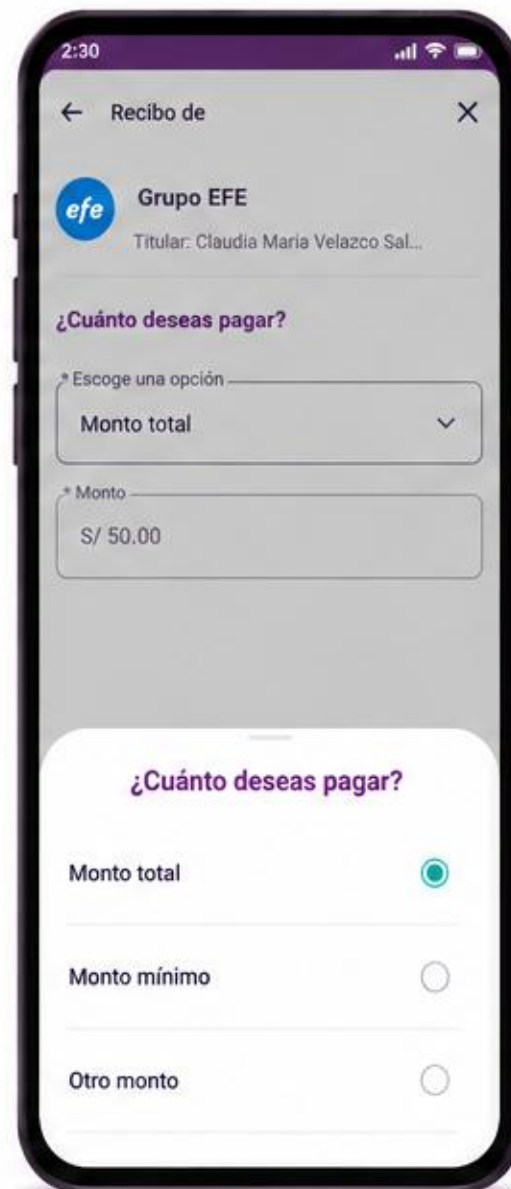 2:30
Recibo de
efe
Grupo EFE
Titular: Claudia Maria Velazco Sal...
¿Cuánto deseas pagar?
* Escoge una opción
Monto total
* Monto
S/ 50.00
¿Cuánto deseas pagar?
Monto total
Monto mínimo
Otro monto